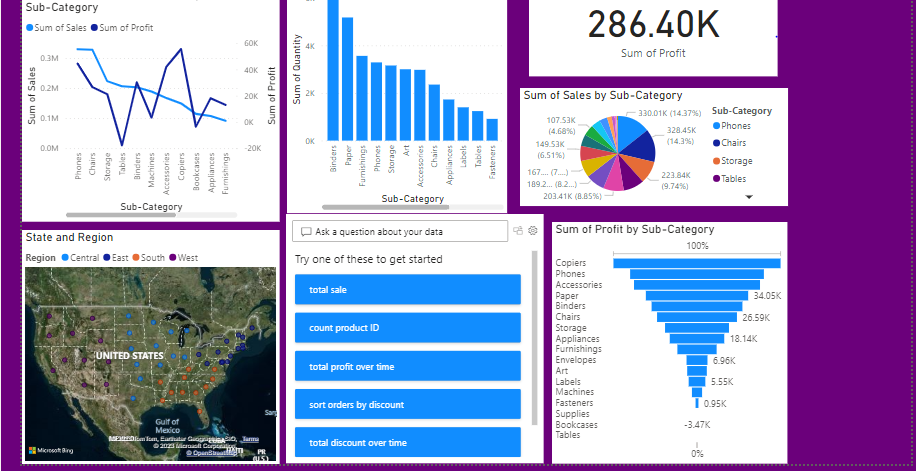 Sub-Category
Sum of Sales Sum of Profit
0.3M
0.2M
0.1M
0.0M
Sum of Sales
60K
40K
20K
0K
-20K
Sum of Profit
Phones
Chairs
Storage
Tables
Binders
Machines
Accessories
Copiers
Bookcases
Appliances
Furnishings
Sub-Category
4K
2K
0K
Sum of Quantity
Binders
Paper
Furnishings
Phones
Storage
Art
Accessories
Chairs
Appliances
Labels
Tables
Fasteners
Sub-Category
286.40K
Sum of Profit
Sum of Sales by Sub-Category
330.01K (14.37%)
328.45K
(14.3%)
223.84K
(9.74%)
203.41K (8.85%)
189.2... (8.2...)
167.... (7....)
149.53K
(6.51%)
107.53K
(4.68%)
Sub-Category
Phones
Chairs
Storage
Tables
State and Region
Region Central East South West
UNITED STATES
Gulf of
Mexico
PR
(U.S.)
Microsoft Bing
© 2023 Microsoft Corporation
© OpenStreetMap
Terms
Ask a question about your data
Try one of these to get started
total sale
count product ID
total profit over time
sort orders by discount
total discount over time
Sum of Profit by Sub-Category
100%
Copiers
Phones
Accessories
Paper 34.05K
Binders
Chairs 26.59K
Storage
Appliances 18.14K
Furnishings
Envelopes 6.96K
Art
Labels 5.55K
Machines
Fasteners 0.95K
Supplies
Bookcases -3.47K
Tables
0%